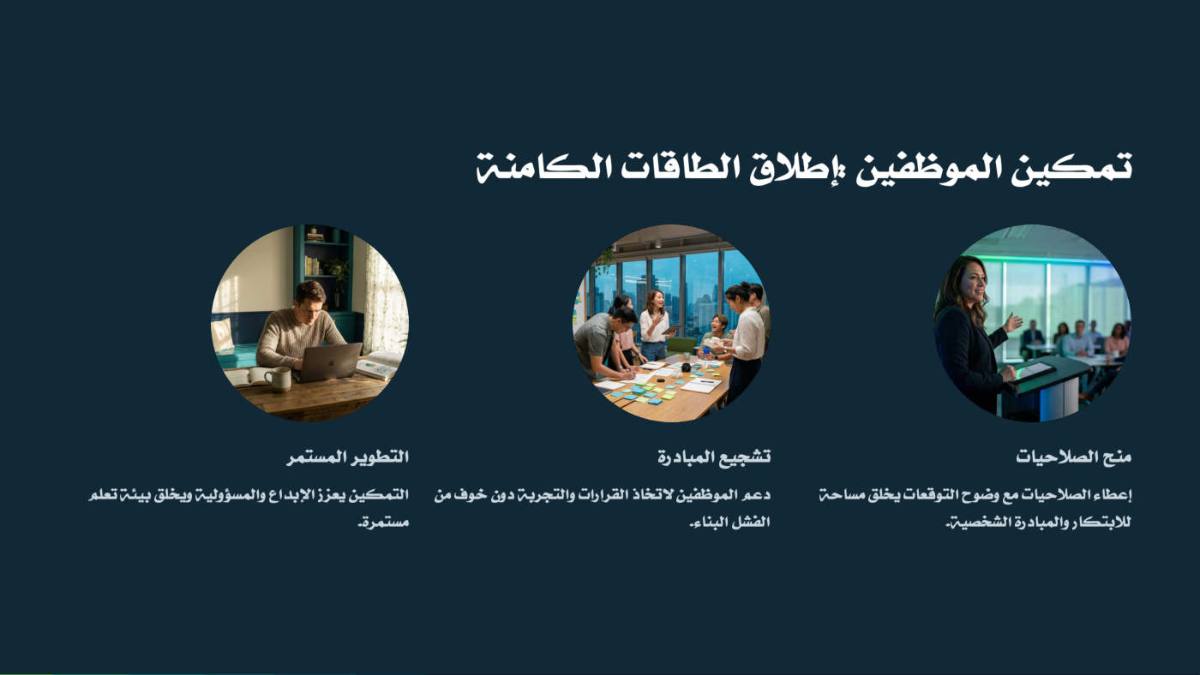 تمكين الموظفين :إطلاق الطاقات الكامنة
منح الصلاحيات
إعطاء الصلاحيات مع وضوح التوقعات يخلق مساحة
للابتكار والمبادرة الشخصية.
تشجيع المبادرة
دعم الموظفين لاتخاذ القرارات والتجربة دون خوف من
الفشل البناء.
التطوير المستمر
التمكين يعزز الإبداع والمسؤولية ويخلق بيئة تعلم
مستمرة.